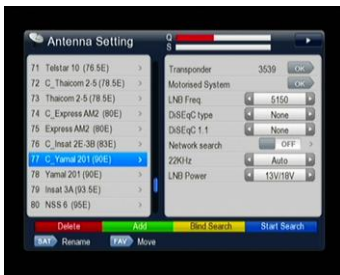 Antenna Setting
Q
S
71 Telstar 10 (76.5E)
72 C_Thaicom 2-5 (78.5E)
73 Thaicom 2-5 (78.5E)
74 C_Express AM2 (80E)
75 Express AM2 (80E)
76 C_Insat 2E-3B (83E)
77 C_Yamal 201 (90E)
78 Yamal 201 (90E)
79 Insat 3A (93.5E)
80 NSS 6 (95E)
Transponder 3539 OK
Motorised System OK
LNB Freq. 5150
DiSEqC type None
DiSEqC 1.1 None
Network search OFF
22KHz Auto
LNB Power 13V/18V
Delete Add Blind Search Start Search
SAT Rename FAV Move